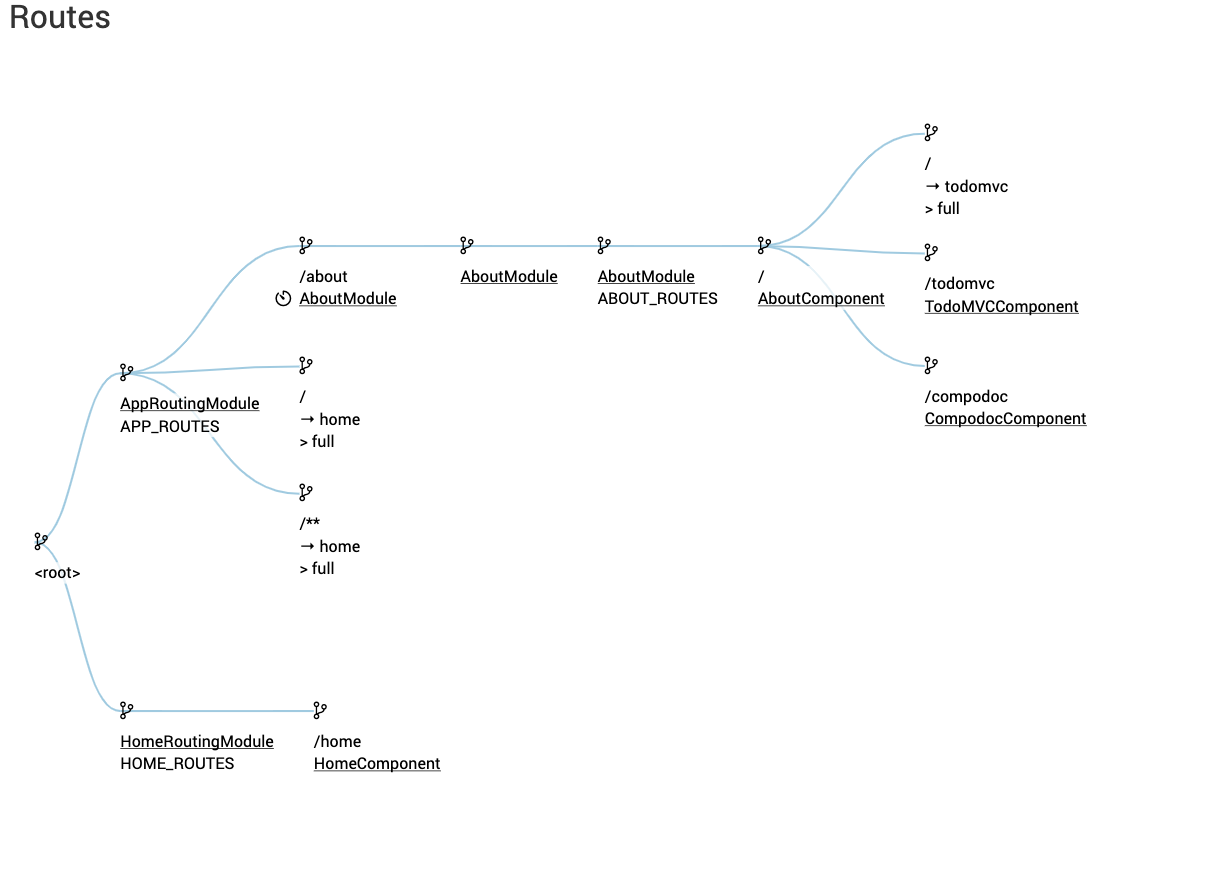 Routes
/
→ todomvc
> full
/about
AboutModule
AboutModule
AboutModule
ABOUT_ROUTES
/
AboutComponent
/todomvc
TodoMVCComponent
/
→ home
> full
/compodoc
CompodocComponent
AppRoutingModule
APP_ROUTES
/**
→ home
> full
<root>
HomeRoutingModule
HOME_ROUTES
/home
HomeComponent